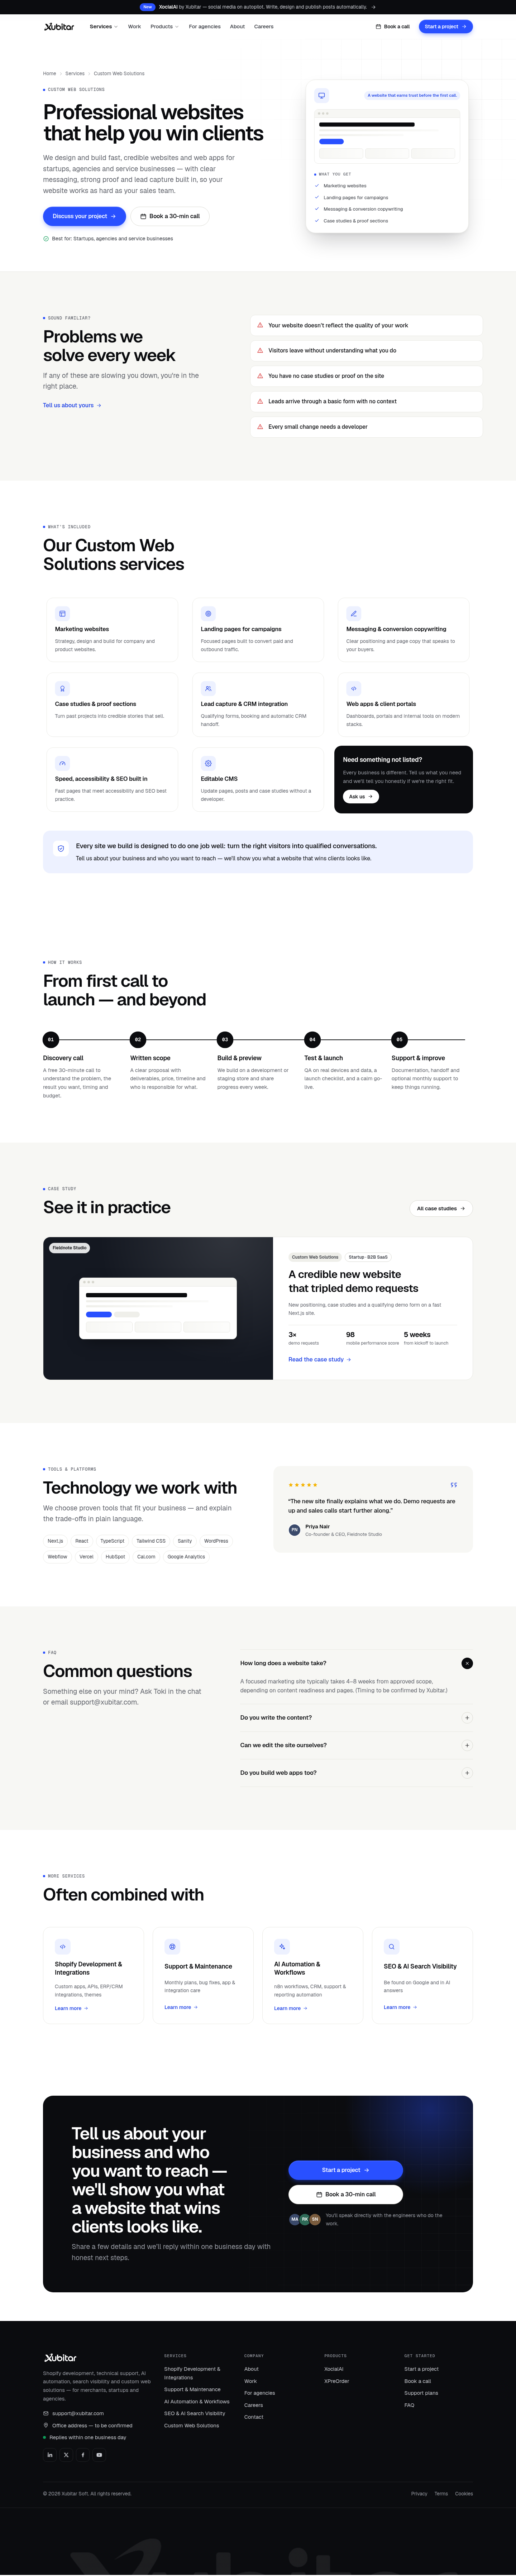 New XocialAI by Xubitar — social media on autopilot. Write, design and publish posts automatically.
Xubitar Services Work Products For agencies About Careers Book a call Start a project
Home Services Custom Web Solutions
CUSTOM WEB SOLUTIONS
Professional websites
that help you win clients
We design and build fast, credible websites and web apps for
startups, agencies and service businesses — with clear
messaging, strong proof and lead capture built in, so your
website works as hard as your sales team.
Discuss your project Book a 30-min call
Best for: Startups, agencies and service businesses
A website that earns trust before the first call.
WHAT YOU GET
Marketing websites
Landing pages for campaigns
Messaging & conversion copywriting
Case studies & proof sections
SOUND FAMILIAR?
Problems we
solve every week
If any of these are slowing you down, you're in the
right place.
Tell us about yours
Your website doesn't reflect the quality of your work
Visitors leave without understanding what you do
You have no case studies or proof on the site
Leads arrive through a basic form with no context
Every small change needs a developer
WHAT'S INCLUDED
Our Custom Web
Solutions services
Marketing websites
Strategy, design and build for company and
product websites.
Landing pages for campaigns
Focused pages built to convert paid and
outbound traffic.
Messaging & conversion copywriting
Clear positioning and page copy that speaks to
your buyers.
Case studies & proof sections
Turn past projects into credible stories that sell.
Lead capture & CRM integration
Qualifying forms, booking and automatic CRM
handoff.
Web apps & client portals
Dashboards, portals and internal tools on modern
stacks.
Speed, accessibility & SEO built in
Fast pages that meet accessibility and SEO best
practice.
Editable CMS
Update pages, posts and case studies without a
developer.
Need something not listed?
Every business is different. Tell us what you need
and we'll tell you honestly if we're the right fit.
Ask us
Every site we build is designed to do one job well: turn the right visitors into qualified conversations.
Tell us about your business and who you want to reach — we'll show you what a website that wins clients looks like.
HOW IT WORKS
From first call to
launch — and beyond
01
Discovery call
A free 30-minute call to
understand the problem, the
result you want, timing and
budget.
02
Written scope
A clear proposal with
deliverables, price, timeline and
who is responsible for what.
03
Build & preview
We build on a development or
staging store and share
progress every week.
04
Test & launch
QA on real devices and data, a
launch checklist, and a calm go-
live.
05
Support & improve
Documentation, handoff and
optional monthly support to
keep things running.
CASE STUDY
See it in practice
All case studies
Fieldnote Studio
Custom Web Solutions Startup · B2B SaaS
A credible new website
that tripled demo requests
New positioning, case studies and a qualifying demo form on a fast
Next.js site.
3× 98 5 weeks
demo requests mobile performance score from kickoff to launch
Read the case study
TOOLS & PLATFORMS
Technology we work with
We choose proven tools that fit your business — and explain
the trade-offs in plain language.
Next.js React TypeScript Tailwind CSS Sanity WordPress
Webflow Vercel HubSpot Cal.com Google Analytics
★★★★★
"The new site finally explains what we do. Demo requests are
up and sales calls start further along."
PN
Priya Nair
Co-founder & CEO, Fieldnote Studio
FAQ
Common questions
Something else on your mind? Ask Toki in the chat
or email support@xubitar.com.
How long does a website take?
A focused marketing site typically takes 4–8 weeks from approved scope,
depending on content readiness and pages. (Timing to be confirmed by Xubitar.)
Do you write the content?
Can we edit the site ourselves?
Do you build web apps too?
MORE SERVICES
Often combined with
Shopify Development &
Integrations
Custom apps, APIs, ERP/CRM
integrations, themes
Learn more
Support & Maintenance
Monthly plans, bug fixes, app &
integration care
Learn more
AI Automation &
Workflows
n8n workflows, CRM, support &
reporting automation
Learn more
SEO & AI Search Visibility
Be found on Google and in AI
answers
Learn more
Tell us about your
business and who
you want to reach —
we'll show you what
a website that wins
clients looks like.
Share a few details and we'll reply within one business day with
honest next steps.
Start a project
Book a 30-min call
MA RK SN
You'll speak directly with the engineers who do the
work.
Xubitar
Shopify development, technical support, AI
automation, search visibility and custom web
solutions — for merchants, startups and
agencies.
support@xubitar.com
Office address — to be confirmed
Replies within one business day
SERVICES
Shopify Development &
Integrations
Support & Maintenance
AI Automation & Workflows
SEO & AI Search Visibility
Custom Web Solutions
COMPANY
About
Work
For agencies
Careers
Contact
PRODUCTS
XocialAI
XPreOrder
GET STARTED
Start a project
Book a call
Support plans
FAQ
© 2026 Xubitar Soft. All rights reserved.
Privacy Terms Cookies
Xubitar